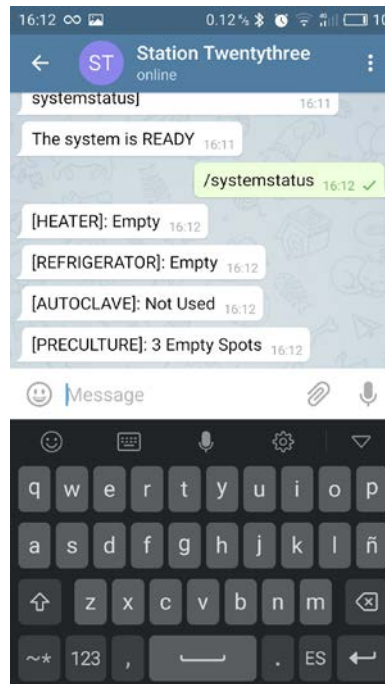 16:12 0.12 ᴷ/s 10
ST Station Twentythree
online
systemstatus]
16:11
The system is READY 16:11
/systemstatus 16:12
[HEATER]: Empty 16:12
[REFRIGERATOR]: Empty 16:12
[AUTOCLAVE]: Not Used 16:12
[PRECULTURE]: 3 Empty Spots 16:12
Message
q w e r t y u i o p
a s d f g h j k l ñ
z x c v b n m
~* 123 , . ES